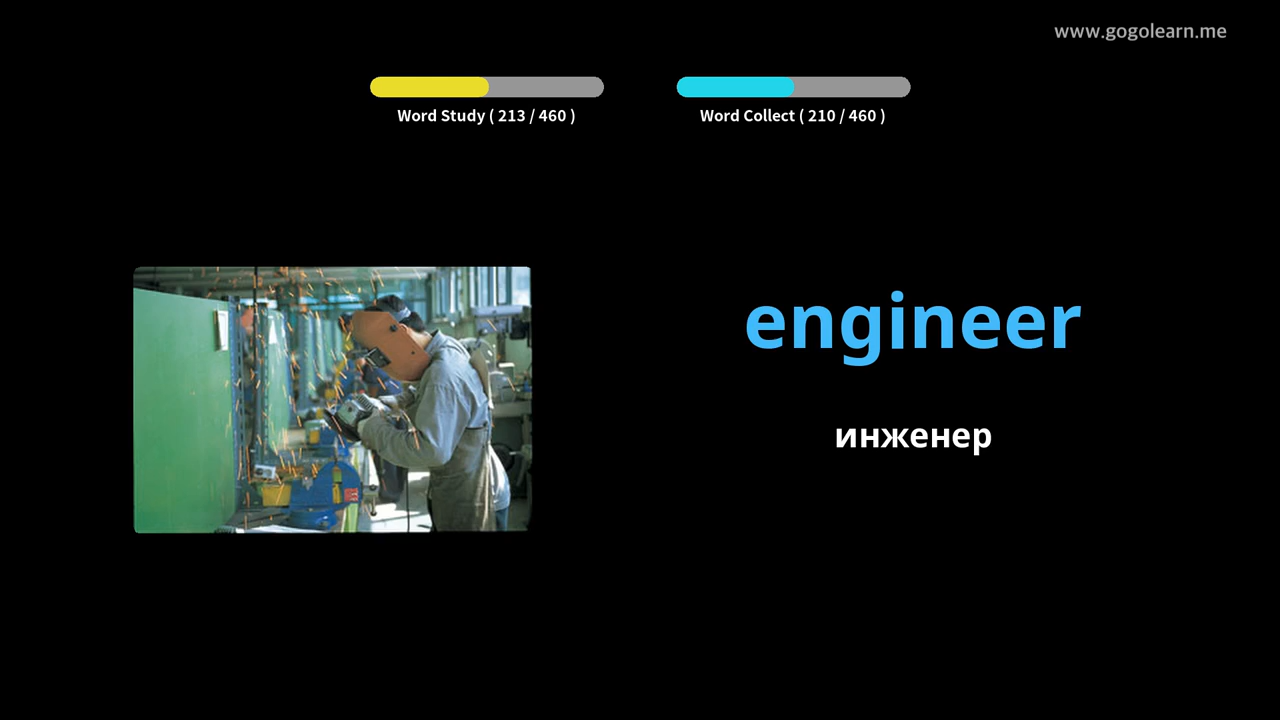 www.gogolearn.me
Word Study ( 213 / 460 )
Word Collect ( 210 / 460 )
engineer
инженер